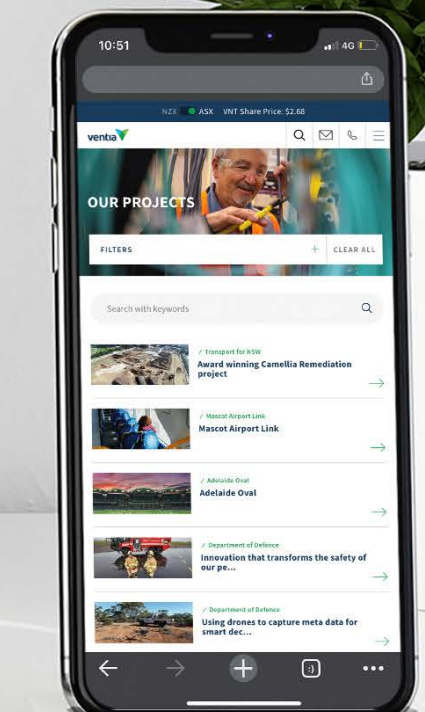 10:51
4G
NZX ASX VNT Share Price: $2.68
ventia
OUR PROJECTS
FILTERS + CLEAR ALL
Search with keywords
/ Transport for NSW
Award winning Camellia Remediation
project
/ Mascot Airport Link
Mascot Airport Link
/ Adelaide Oval
Adelaide Oval
/ Department of Defence
Innovation that transforms the safety of
our pe...
/ Department of Defence
Using drones to capture meta data for
smart dec...
:)